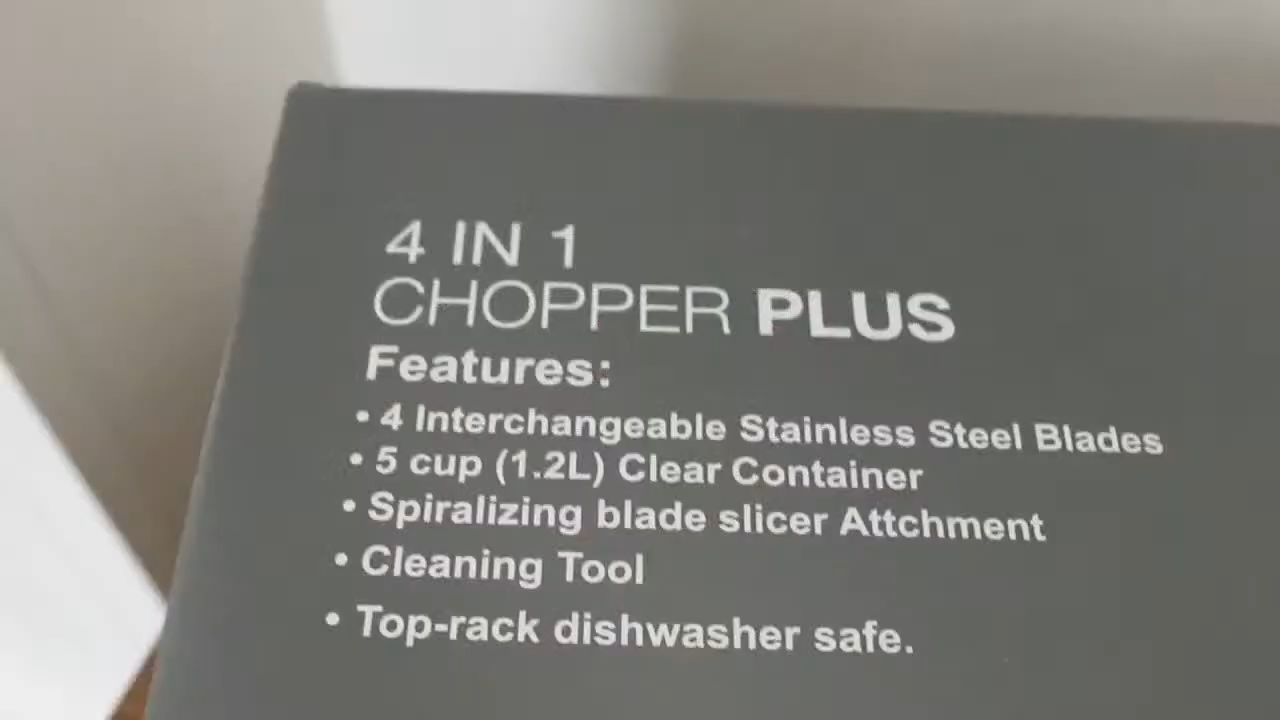 4 IN 1
CHOPPER PLUS
Features:
• 4 Interchangeable Stainless Steel Blades
• 5 cup (1.2L) Clear Container
• Spiralizing blade slicer Attchment
• Cleaning Tool
• Top-rack dishwasher safe.